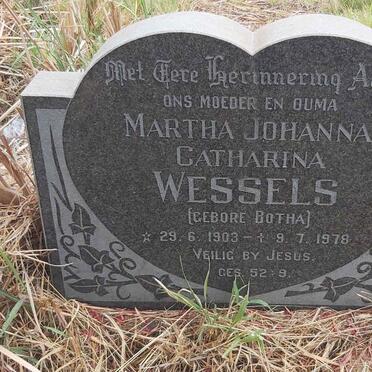 Met Tere Herinnering A
ONS MOEDER EN OUMA
MARTHA JOHANNA
CATHARINA
WESSELS
(GEBORE BOTHA)
☆ 29. 6. 1903 - † 9. 7. 1978
VEILIG BY JESUS.
GES. 52:9.